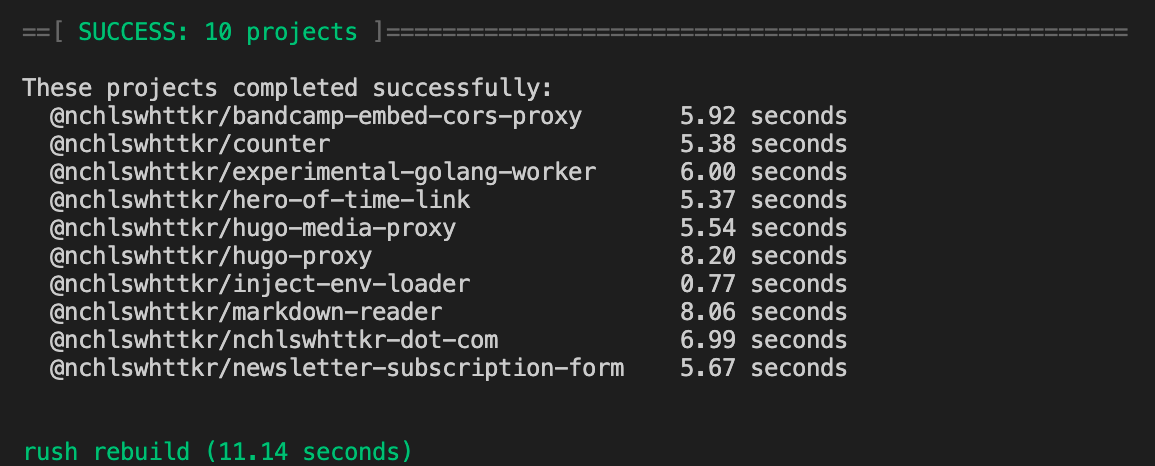 ==[ SUCCESS: 10 projects ]=====================================================
These projects completed successfully:
@nchlswhttkr/bandcamp-embed-cors-proxy 5.92 seconds
@nchlswhttkr/counter 5.38 seconds
@nchlswhttkr/experimental-golang-worker 6.00 seconds
@nchlswhttkr/hero-of-time-link 5.37 seconds
@nchlswhttkr/hugo-media-proxy 5.54 seconds
@nchlswhttkr/hugo-proxy 8.20 seconds
@nchlswhttkr/inject-env-loader 0.77 seconds
@nchlswhttkr/markdown-reader 8.06 seconds
@nchlswhttkr/nchlswhttkr-dot-com 6.99 seconds
@nchlswhttkr/newsletter-subscription-form 5.67 seconds
rush rebuild (11.14 seconds)